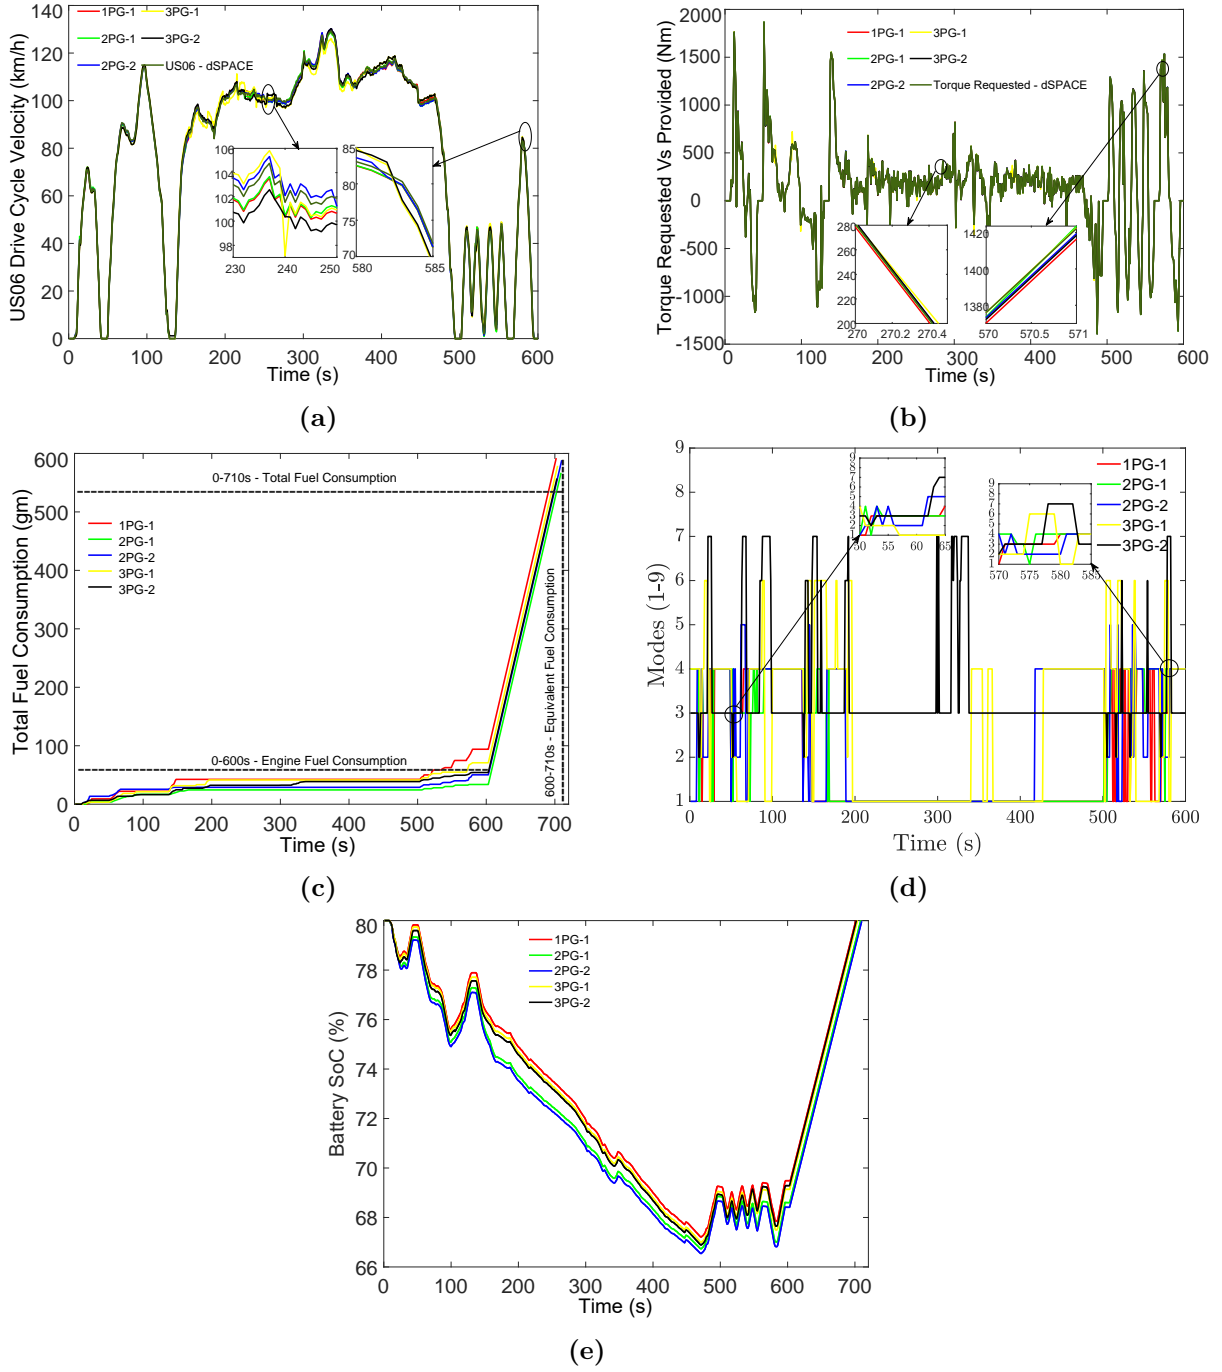 US06 Drive Cycle Velocity (km/h)
140
120
100
80
60
40
20
0
1PG-1
3PG-1
2PG-1
3PG-2
2PG-2
US06 - dSPACE
106
104
102
100
98
230
240
250
85
80
75
70
580
585
0 100 200 300 400 500 600
Time (s)
(a)
Torque Requested Vs Provided (Nm)
2000
1500
1000
500
0
-500
-1000
-1500
1PG-1
3PG-1
2PG-1
3PG-2
2PG-2
Torque Requested - dSPACE
280
260
240
220
200
270
270.2
270.4
1420
1400
1380
570
570.5
571
0 100 200 300 400 500 600
Time (s)
(b)
Total Fuel Consumption (gm)
600
500
400
300
200
100
0
0-710s - Total Fuel Consumption
1PG-1
2PG-1
2PG-2
3PG-1
3PG-2
0-600s - Engine Fuel Consumption
600-710s - Equivalent Fuel Consumption
0 100 200 300 400 500 600 700
Time (s)
(c)
Modes (1-9)
9
8
7
6
5
4
3
2
1
50 55 60 65
9
8
7
6
5
4
3
2
1
570 575 580 585
1PG-1
2PG-1
2PG-2
3PG-1
3PG-2
0 100 200 300 400 500 600
Time (s)
(d)
Battery SoC (%)
80
78
76
74
72
70
68
66
1PG-1
2PG-1
2PG-2
3PG-1
3PG-2
0 100 200 300 400 500 600 700
Time (s)
(e)